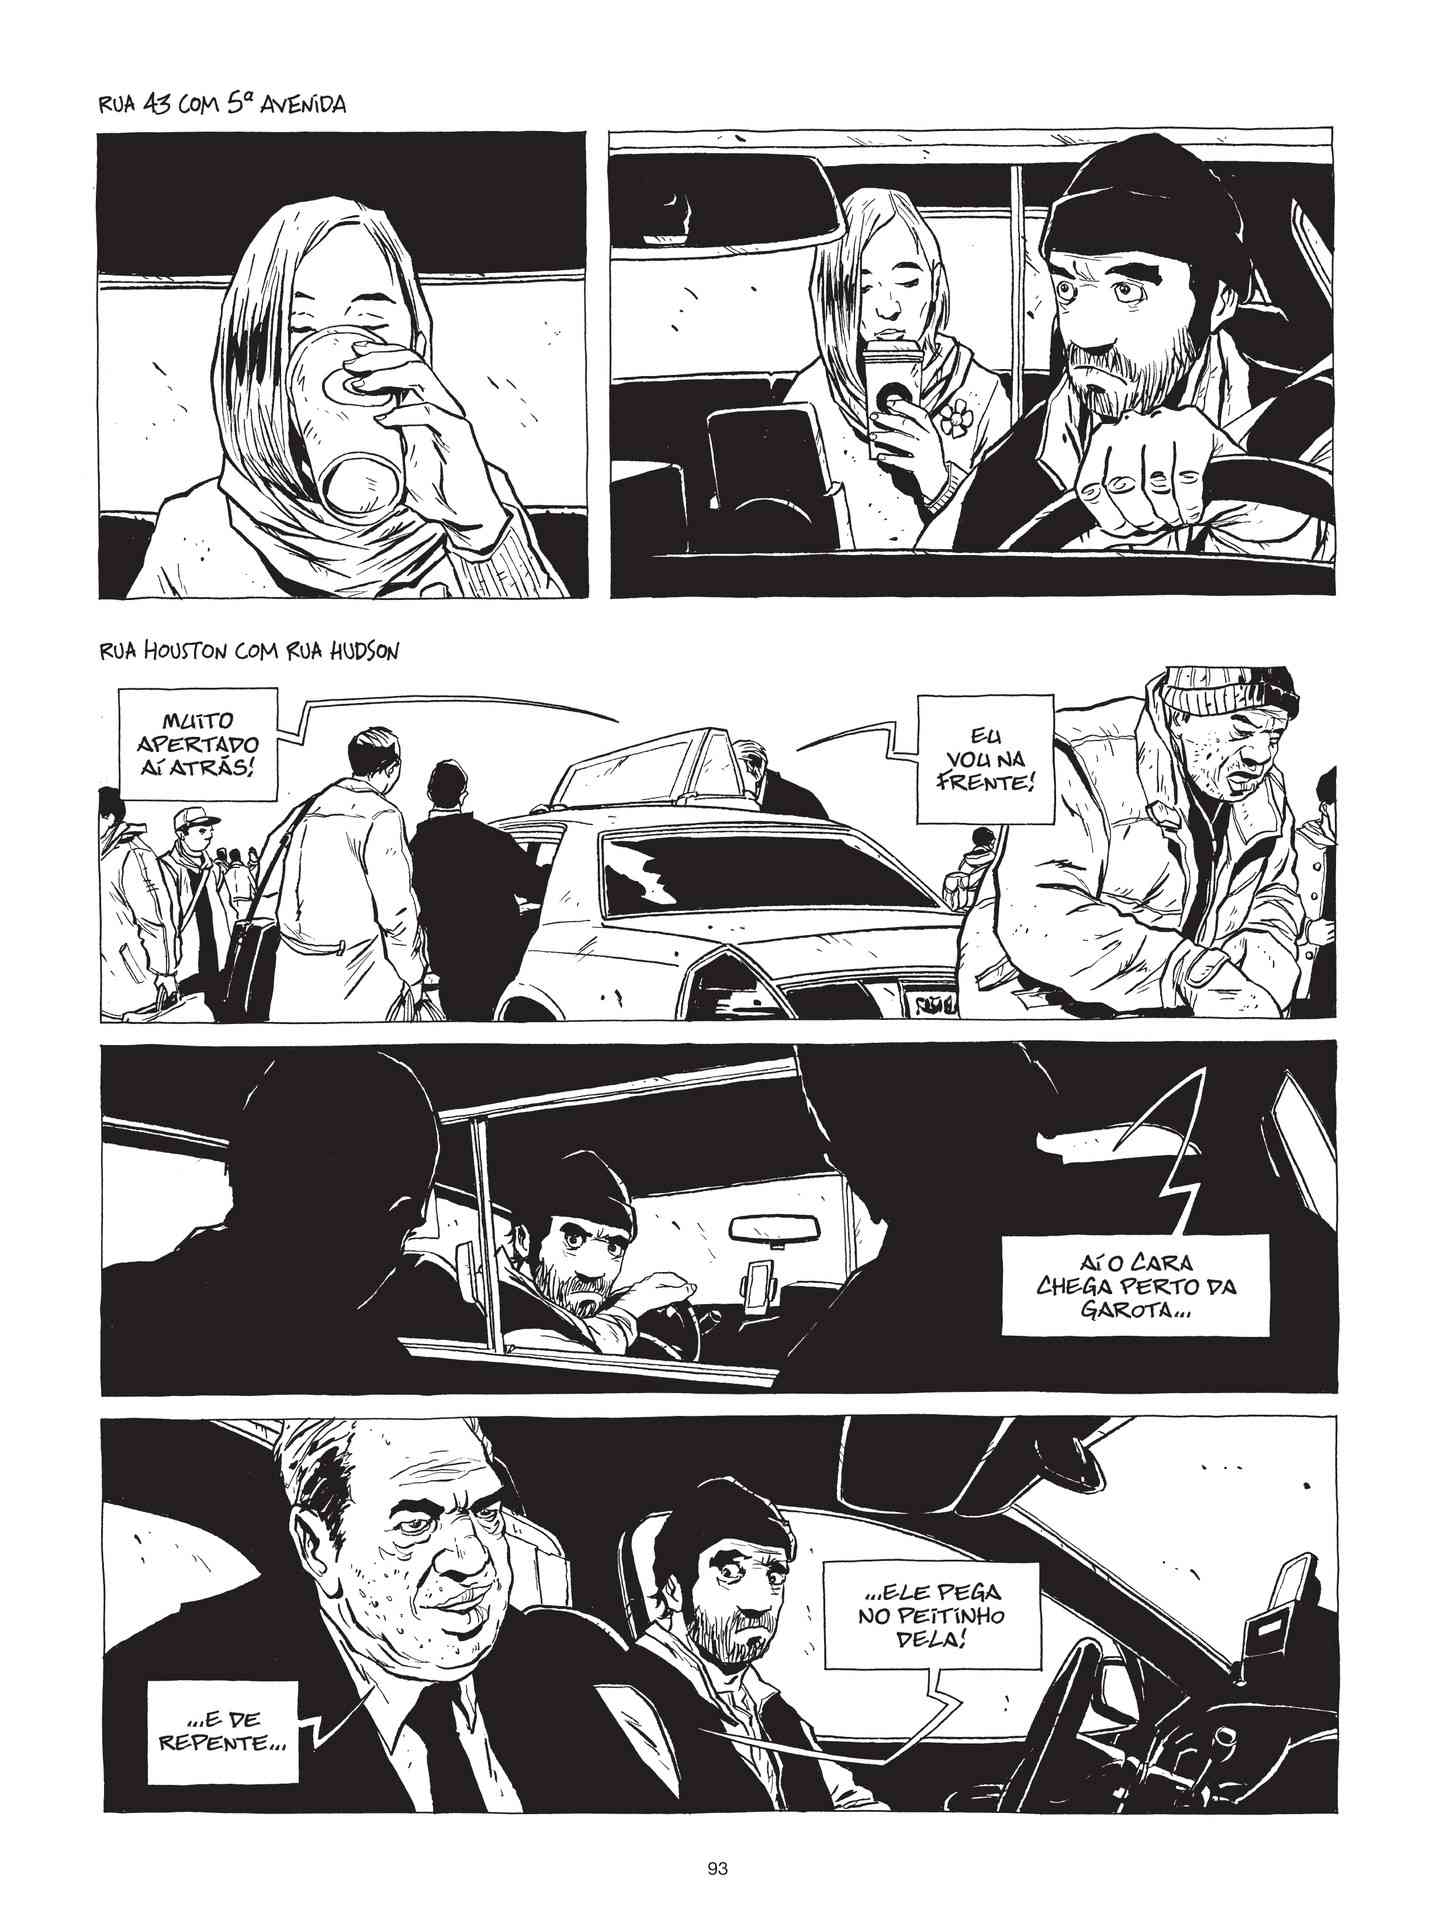 RUA 43 COM 5ª AVENIDA
RUA HOUSTON COM RUA HUDSON
MUITO
APERTADO
AÍ ATRÁS!
EU
VOU NA
FRENTE!
AÍ O CARA
CHEGA PERTO DA
GAROTA...
...E DE
REPENTE...
...ELE PEGA
NO PEITINHO
DELA!
93